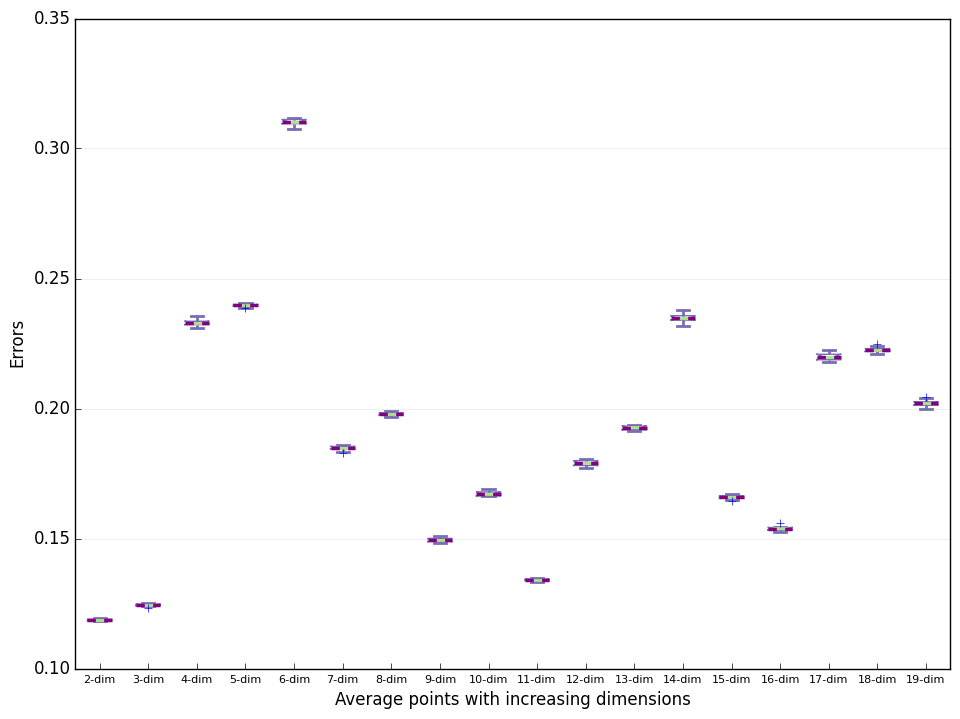 0.35
0.30
0.25
0.20
0.15
0.10
Errors
2-dim 3-dim 4-dim 5-dim 6-dim 7-dim 8-dim 9-dim 10-dim 11-dim 12-dim 13-dim 14-dim 15-dim 16-dim 17-dim 18-dim 19-dim
Average points with increasing dimensions